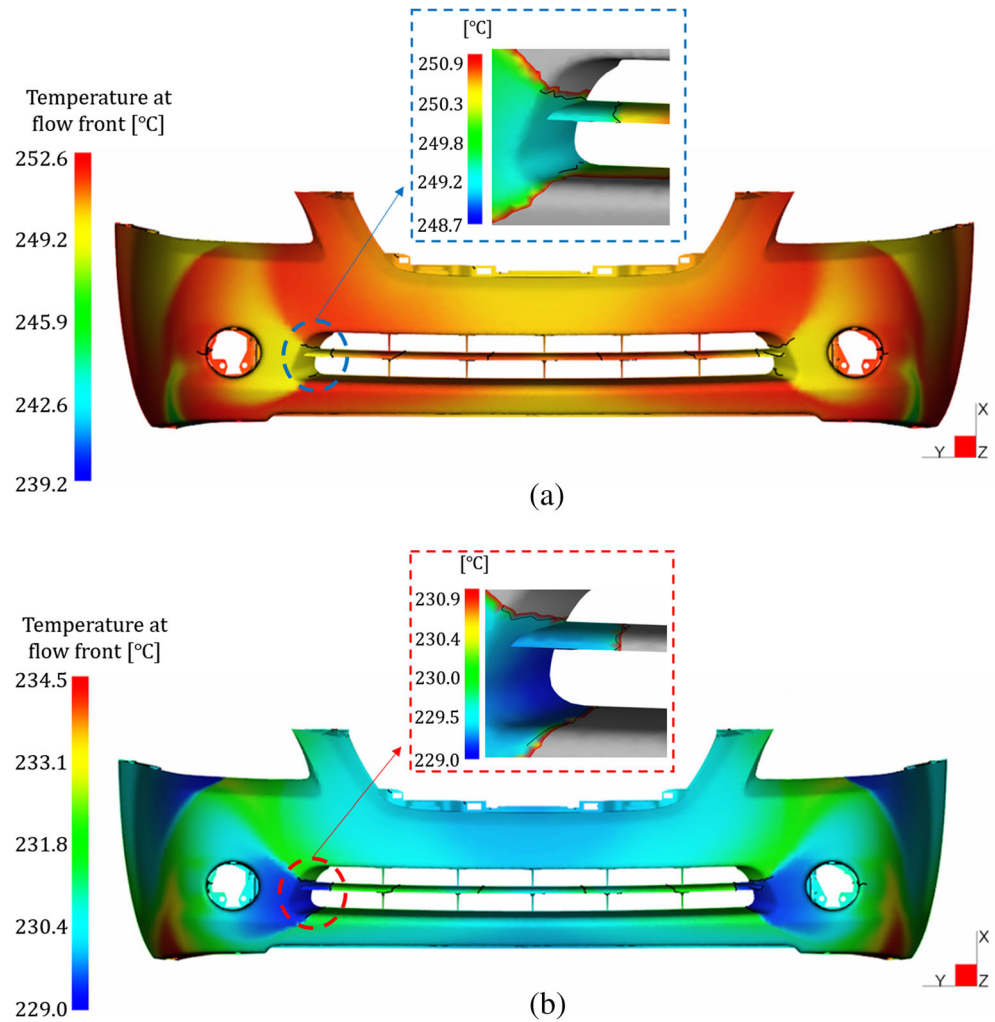 [°C]
250.9
250.3
249.8
249.2
248.7
Temperature at
flow front [°C]
252.6
249.2
245.9
242.6
239.2
X
Y
Z
(a)
[°C]
230.9
230.4
230.0
229.5
229.0
Temperature at
flow front [°C]
234.5
233.1
231.8
230.4
229.0
X
Y
Z
(b)